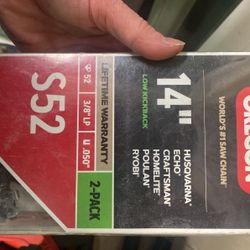 OREGON
WORLD'S #1 SAW CHAIN
14"
LOW KICKBACK
HUSQVARNA
ECHO
CRAFTSMAN
HOMELITE
POULAN
RYOBI
LIFETIME WARRANTY
2-PACK
52
3/8" LP
.050"
S52